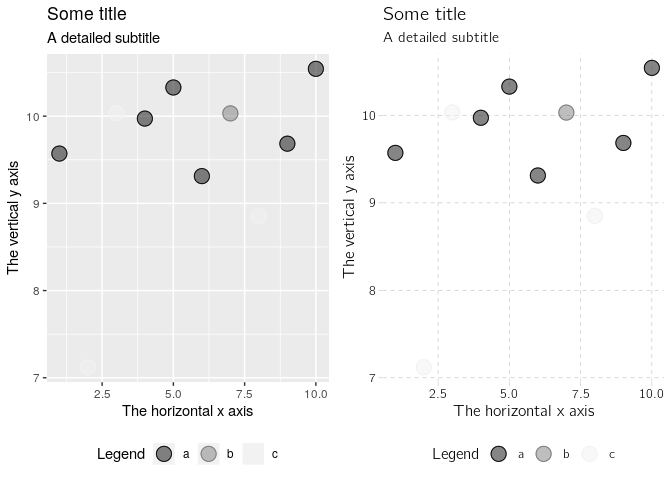 Some title
A detailed subtitle
10
9
8
7
The vertical y axis
2.5 5.0 7.5 10.0
The horizontal x axis
Legend a b c
Some title
A detailed subtitle
10
9
8
7
The vertical y axis
2.5 5.0 7.5 10.0
The horizontal x axis
Legend a b c